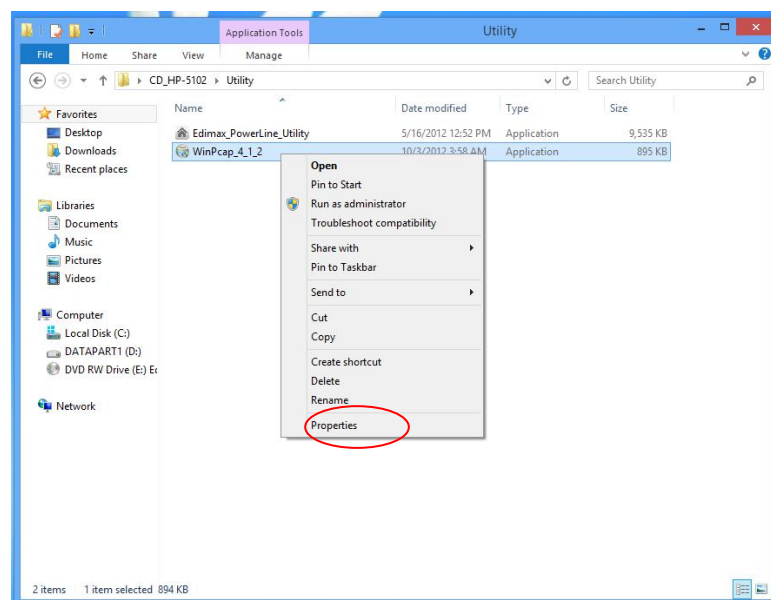 Application Tools
Utility
File Home Share View Manage
CD_HP-5102 Utility
Search Utility
Name Date modified Type Size
Favorites
Desktop
Downloads
Recent places
Libraries
Documents
Music
Pictures
Videos
Computer
Local Disk (C:)
DATAPART1 (D:)
DVD RW Drive (E:) Ec
Network
Edimax_PowerLine_Utility 5/16/2012 12:52 PM Application 9,535 KB
WinPcap_4_1_2 10/3/2012 3:58 AM Application 895 KB
Open
Pin to Start
Run as administrator
Troubleshoot compatibility
Share with
Pin to Taskbar
Send to
Cut
Copy
Create shortcut
Delete
Rename
Properties
2 items 1 item selected 894 KB